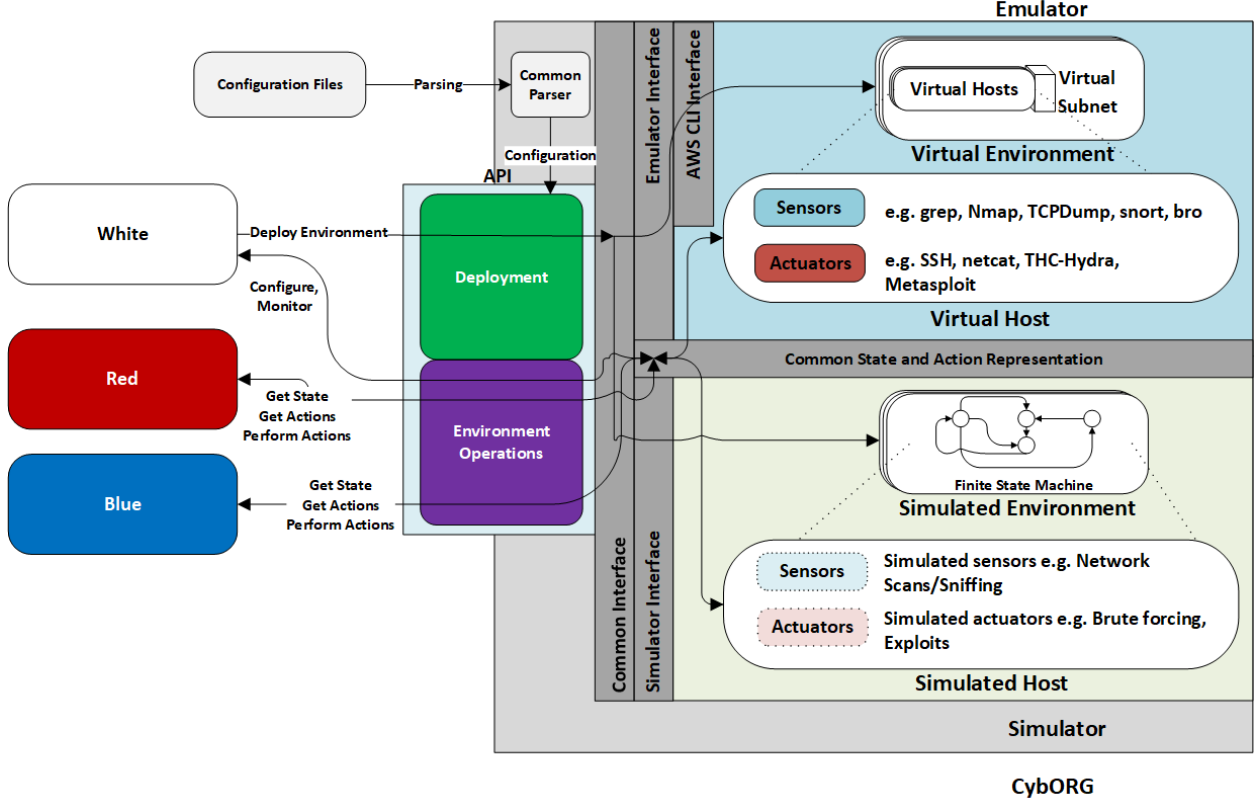 Emulator
Configuration Files
Parsing
Common
Parser
Configuration
API
Emulator Interface
AWS CLI Interface
Virtual Hosts
Virtual
Subnet
Virtual Environment
White
Deploy Environment
Deployment
Sensors
e.g. grep, Nmap, TCPDump, snort, bro
Actuators
e.g. SSH, netcat, THC-Hydra,
Metasploit
Virtual Host
Configure,
Monitor
Common State and Action Representation
Red
Get State
Get Actions
Perform Actions
Environment
Operations
Finite State Machine
Simulated Environment
Blue
Get State
Get Actions
Perform Actions
Common Interface
Simulator Interface
Sensors
Simulated sensors e.g. Network
Scans/Sniffing
Actuators
Simulated actuators e.g. Brute forcing,
Exploits
Simulated Host
Simulator
CybORG